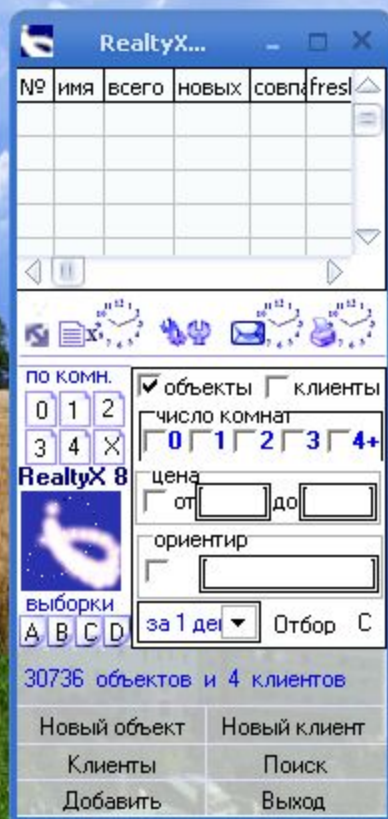 RealtyX...
№ имя всего новых совпа fresl
по комн.
0 1 2
3 4 X
RealtyX 8
выборки
A B C D
объекты клиенты
число комнат
0 1 2 3 4+
цена
от до
ориентир
за 1 де Отбор С
30736 объектов и 4 клиентов
Новый объект Новый клиент
Клиенты Поиск
Добавить Выход